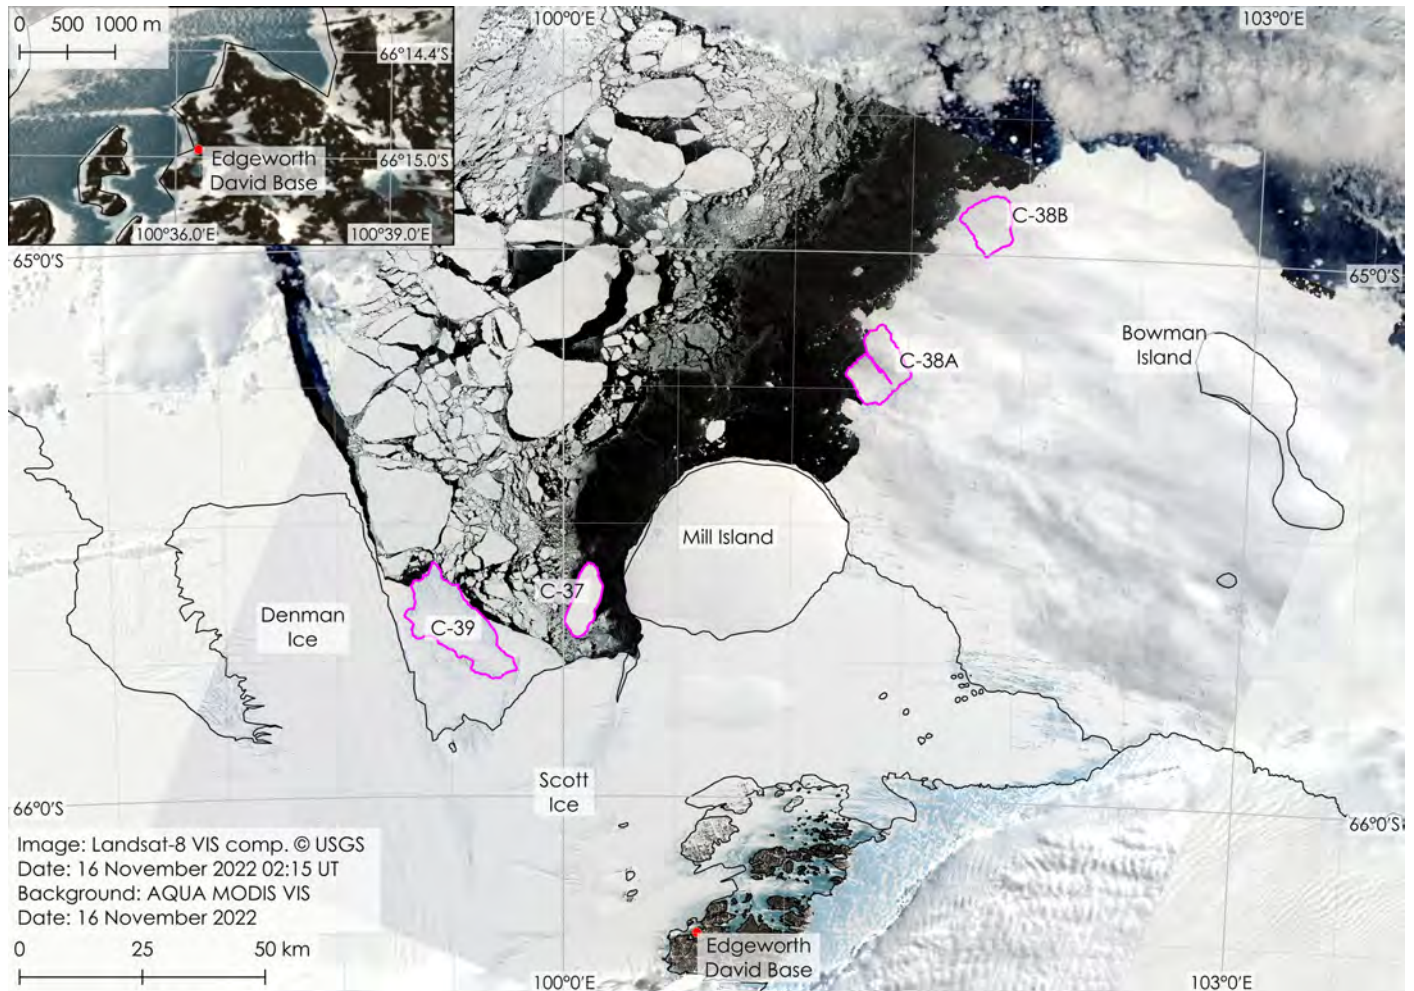 0 500 1000 m
66°14.4'S
Edgeworth
David Base
66°15.0'S
100°36.0'E
100°39.0'E
100°0'E
103°0'E
C-38B
65°0'S
65°0'S
Bowman
Island
C-38A
Mill Island
C-37
Denman
Ice
C-39
Scott
Ice
66°0'S
66°0'S
Image: Landsat-8 VIS comp. © USGS
Date: 16 November 2022 02:15 UT
Background: AQUA MODIS VIS
Date: 16 November 2022
0 25 50 km
Edgeworth
David Base
100°0'E
103°0'E